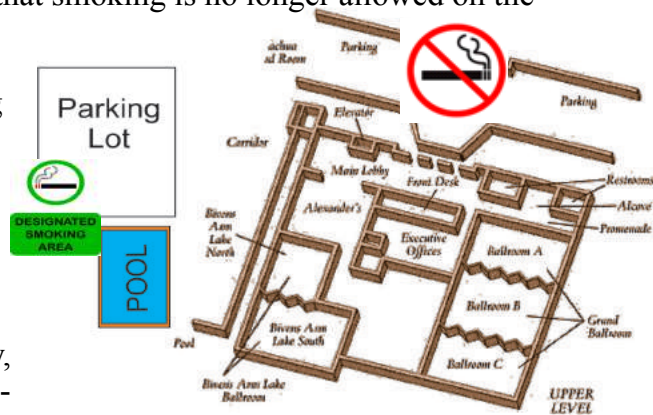 that smoking is no longer allowed on the
g
Parking
Lot
DESIGNATED
SMOKING
AREA
POOL
y,
-
achua
d Room
Parking
Parking
Elevator
Corridor
Main Lobby
Front Desk
Restrooms
Alcove
Promenade
Alexander's
Executive
Offices
Bivens Arm
Lake
North
Ballroom A
Ballroom B
Grand
Ballroom
Ballroom C
Bivens Arm
Lake South
Pool
Bivens Arm Lake
Ballroom
UPPER
LEVEL